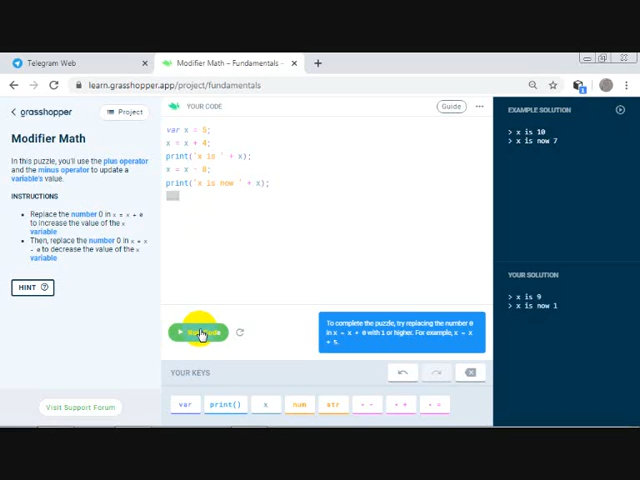 Telegram Web
Modifier Math – Fundamentals -
learn.grasshopper.app/project/fundamentals
grasshopper
Project
YOUR CODE
Guide
EXAMPLE SOLUTION
> x is 10
> x is now 7
Modifier Math
In this puzzle, you'll use the plus operator
and the minus operator to update a
variable's value.
INSTRUCTIONS
Replace the number 0 in x = x + 0
to increase the value of the x
variable
Then, replace the number 0 in x = x
- 0 to decrease the value of the x
variable
HINT
var x = 5;
x = x + 4;
print('x is ' + x);
x = x - 8;
print('x is now ' + x);
To complete the puzzle, try replacing the number 0
in x = x + 0 with 1 or higher. For example, x = x
+ 5.
YOUR SOLUTION
> x is 9
> x is now 1
YOUR KEYS
var
print()
x
num
str
Visit Support Forum